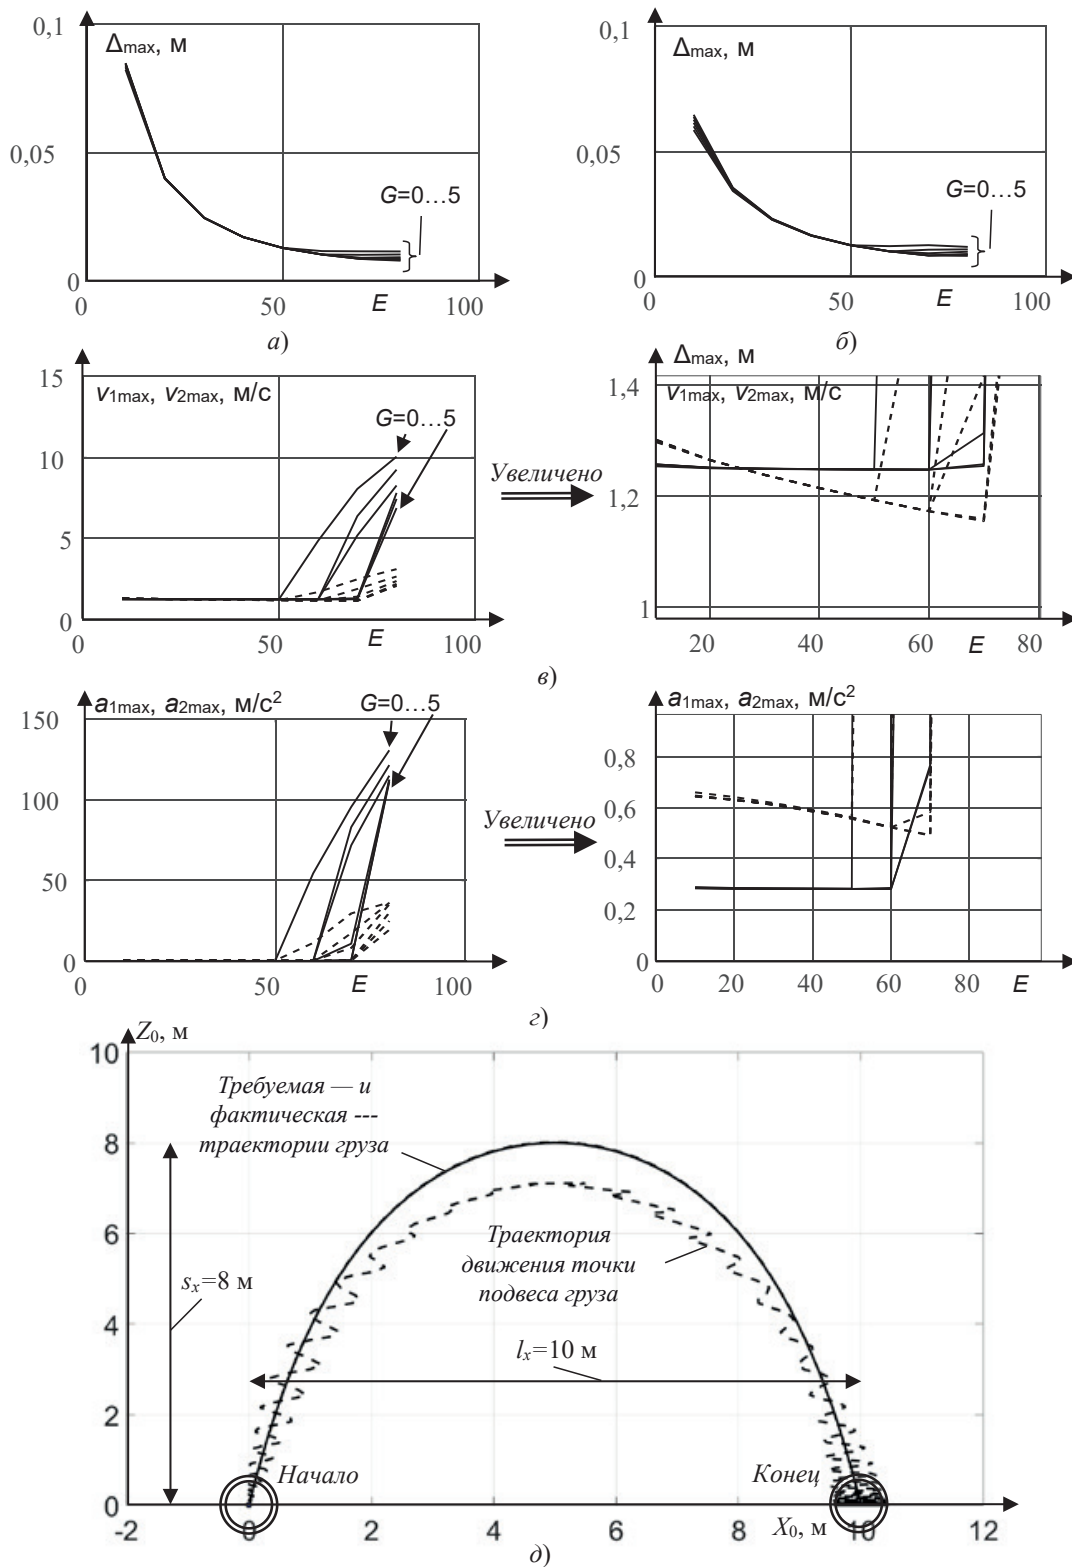 0,1
Δmax, м
0,05
G=0…5
0
0
50
E
100
а)
0,1
Δmax, м
0,05
G=0…5
0
0
50
E
100
б)
15
v1max, v2max, м/с
G=0…5
10
5
0
0
50
E
100
Увеличено
Δmax, м
1,4
v1max, v2max, м/с
1,2
1
20
40
60
E
80
в)
150
a1max, a2max, м/с2
G=0…5
100
50
0
0
50
E
100
Увеличено
a1max, a2max, м/с2
0,8
0,6
0,4
0,2
0
0
20
40
60
80
E
г)
Z0, м
10
Требуемая — и
фактическая ---
траектории груза
8
6
Траектория
движения точки
подвеса груза
sx=8 м
4
lx=10 м
2
Начало
Конец
0
-2
0
2
4
6
8
X0, м
10
12
д)